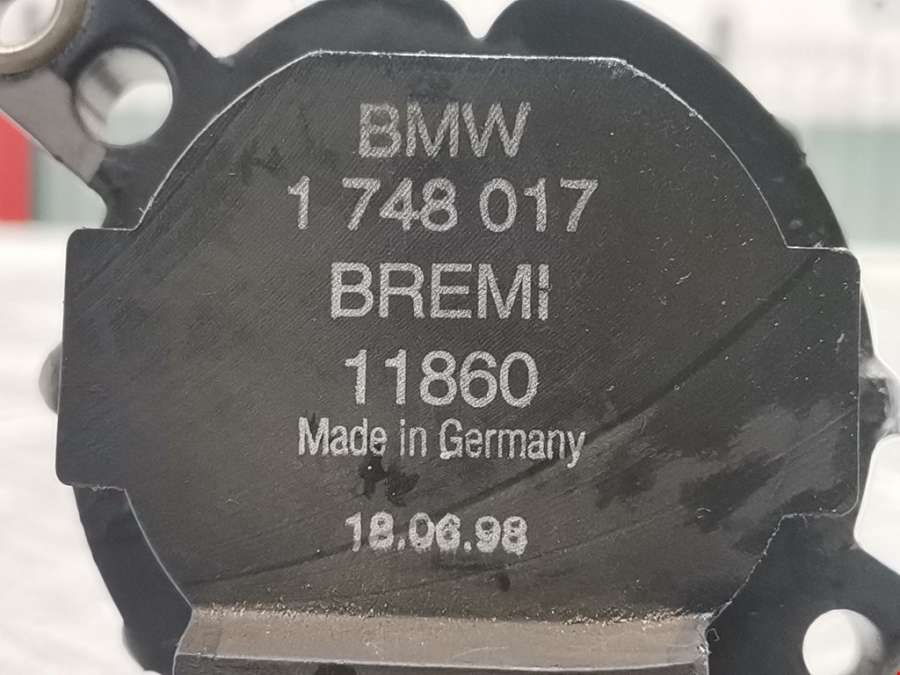 BMW
1 748 017
BREMI
11860
Made in Germany
18.06.98